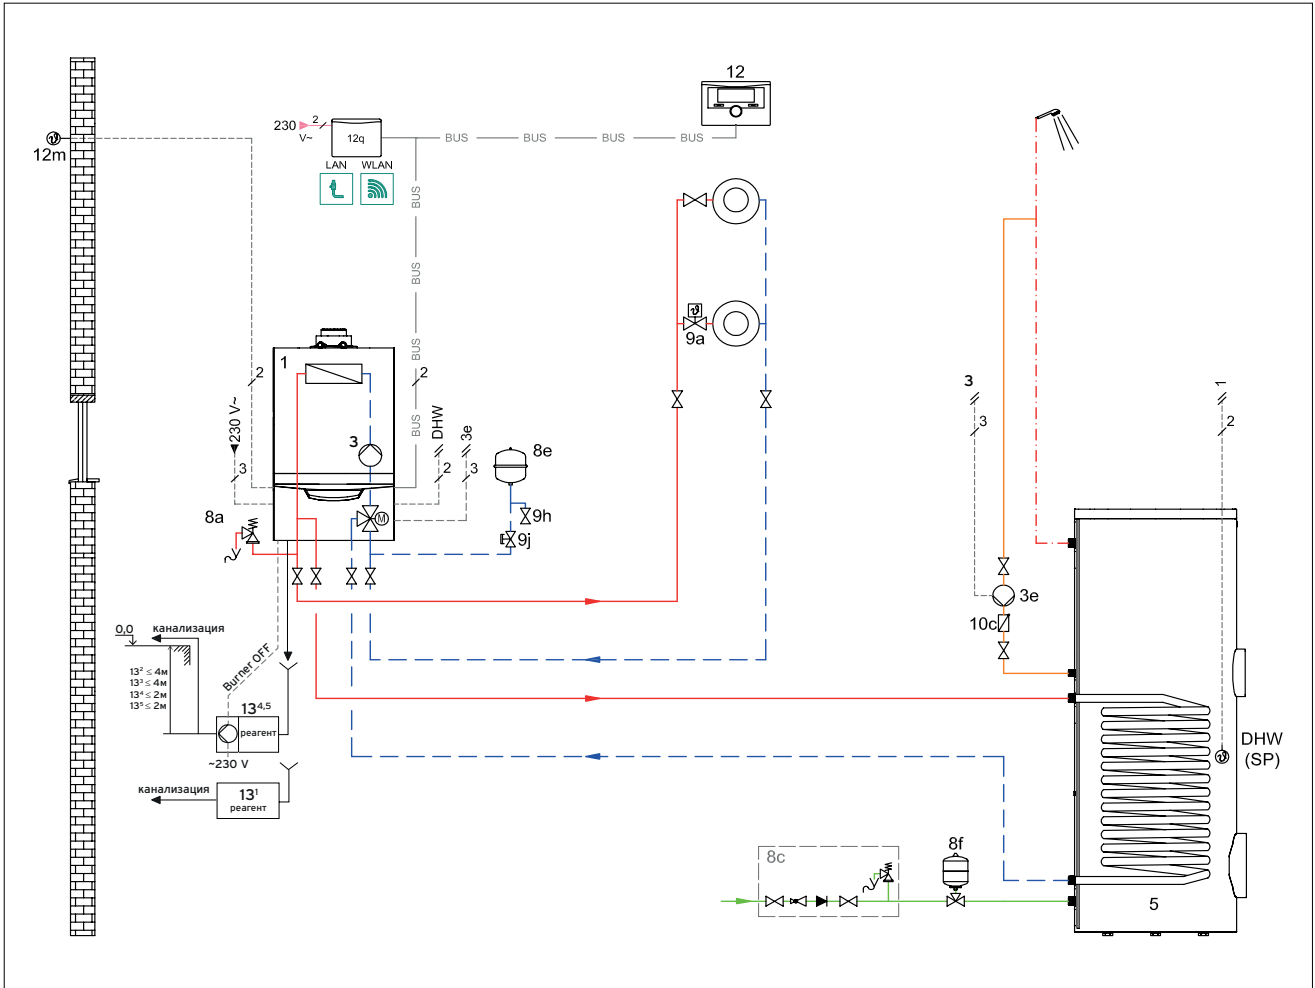 12
230
V~
2
12q
BUS
BUS
BUS
BUS
12m
LAN
WLAN
BUS
BUS
BUS
BUS
9a
1
2
2
3
230 V~
3
DHW
2
3e
3
8a
8e
9h
9j
M
3
3
1
2
3e
10c
0,0
канализация
13² ≤ 4м
13³ ≤ 4м
13⁴ ≤ 2м
13⁵ ≤ 2м
Burner OFF
13⁴,⁵
реагент
~230 V
канализация
13¹
реагент
DHW
(SP)
8c
8f
5